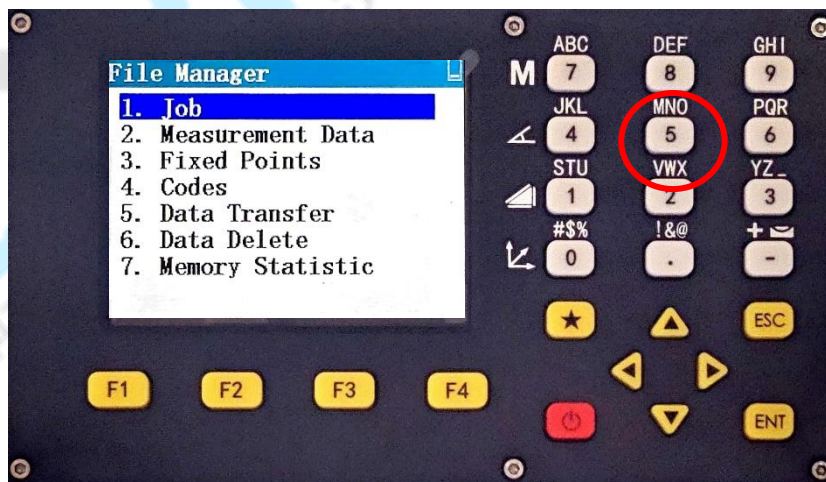 File Manager
1. Job
2. Measurement Data
3. Fixed Points
4. Codes
5. Data Transfer
6. Data Delete
7. Memory Statistic
ABC DEF GHI
M 7 8 9
JKL MNO PQR
4 5 6
STU VWX YZ_
1 2 3
#$% !&@ +
0 . -
★ ESC
F1 F2 F3 F4
ENT